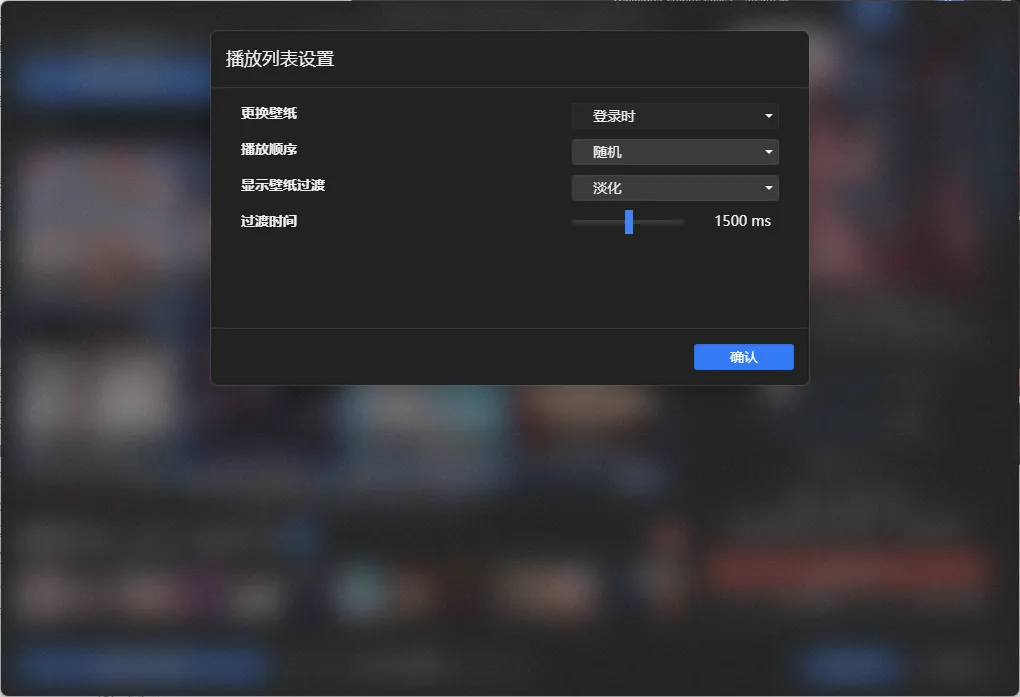 播放列表设置
更换壁纸 登录时
播放顺序 随机
显示壁纸过渡 淡化
过渡时间 1500 ms
确认